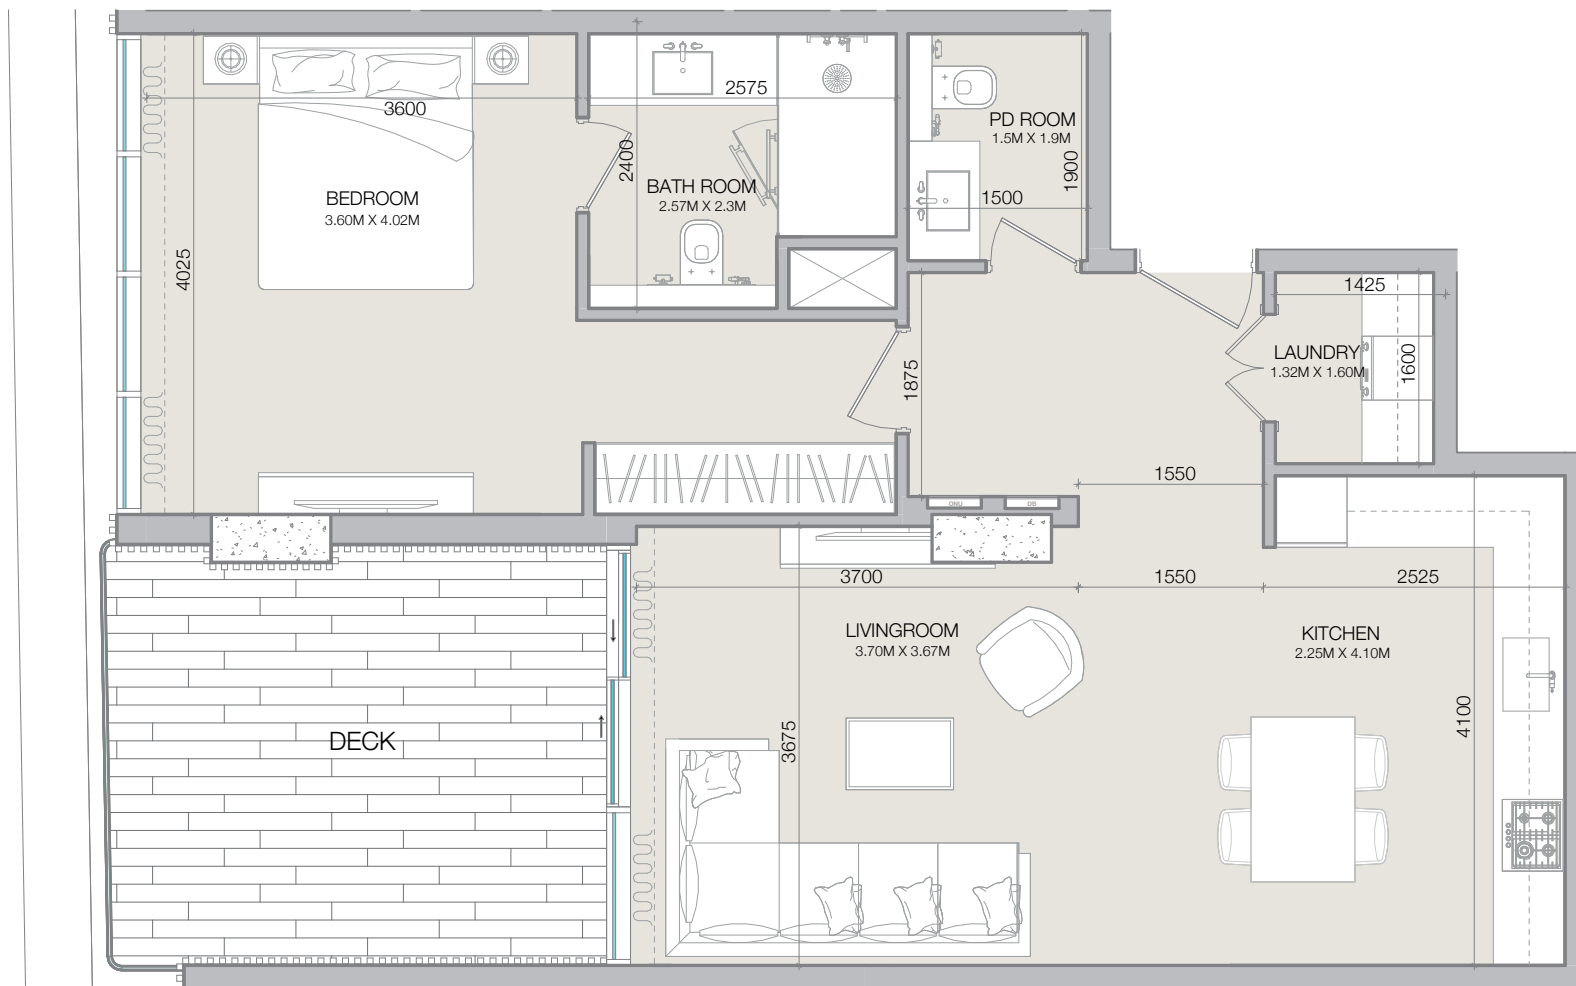 2575
3600
PD ROOM
1.5M X 1.9M
2400
1900
BATH ROOM
2.57M X 2.3M
BEDROOM
3.60M X 4.02M
1500
4025
1425
LAUNDRY
1.32M X 1.60M
1875
1600
1550
ONU
DB
3700
1550
2525
LIVINGROOM
3.70M X 3.67M
KITCHEN
2.25M X 4.10M
4100
3675
DECK